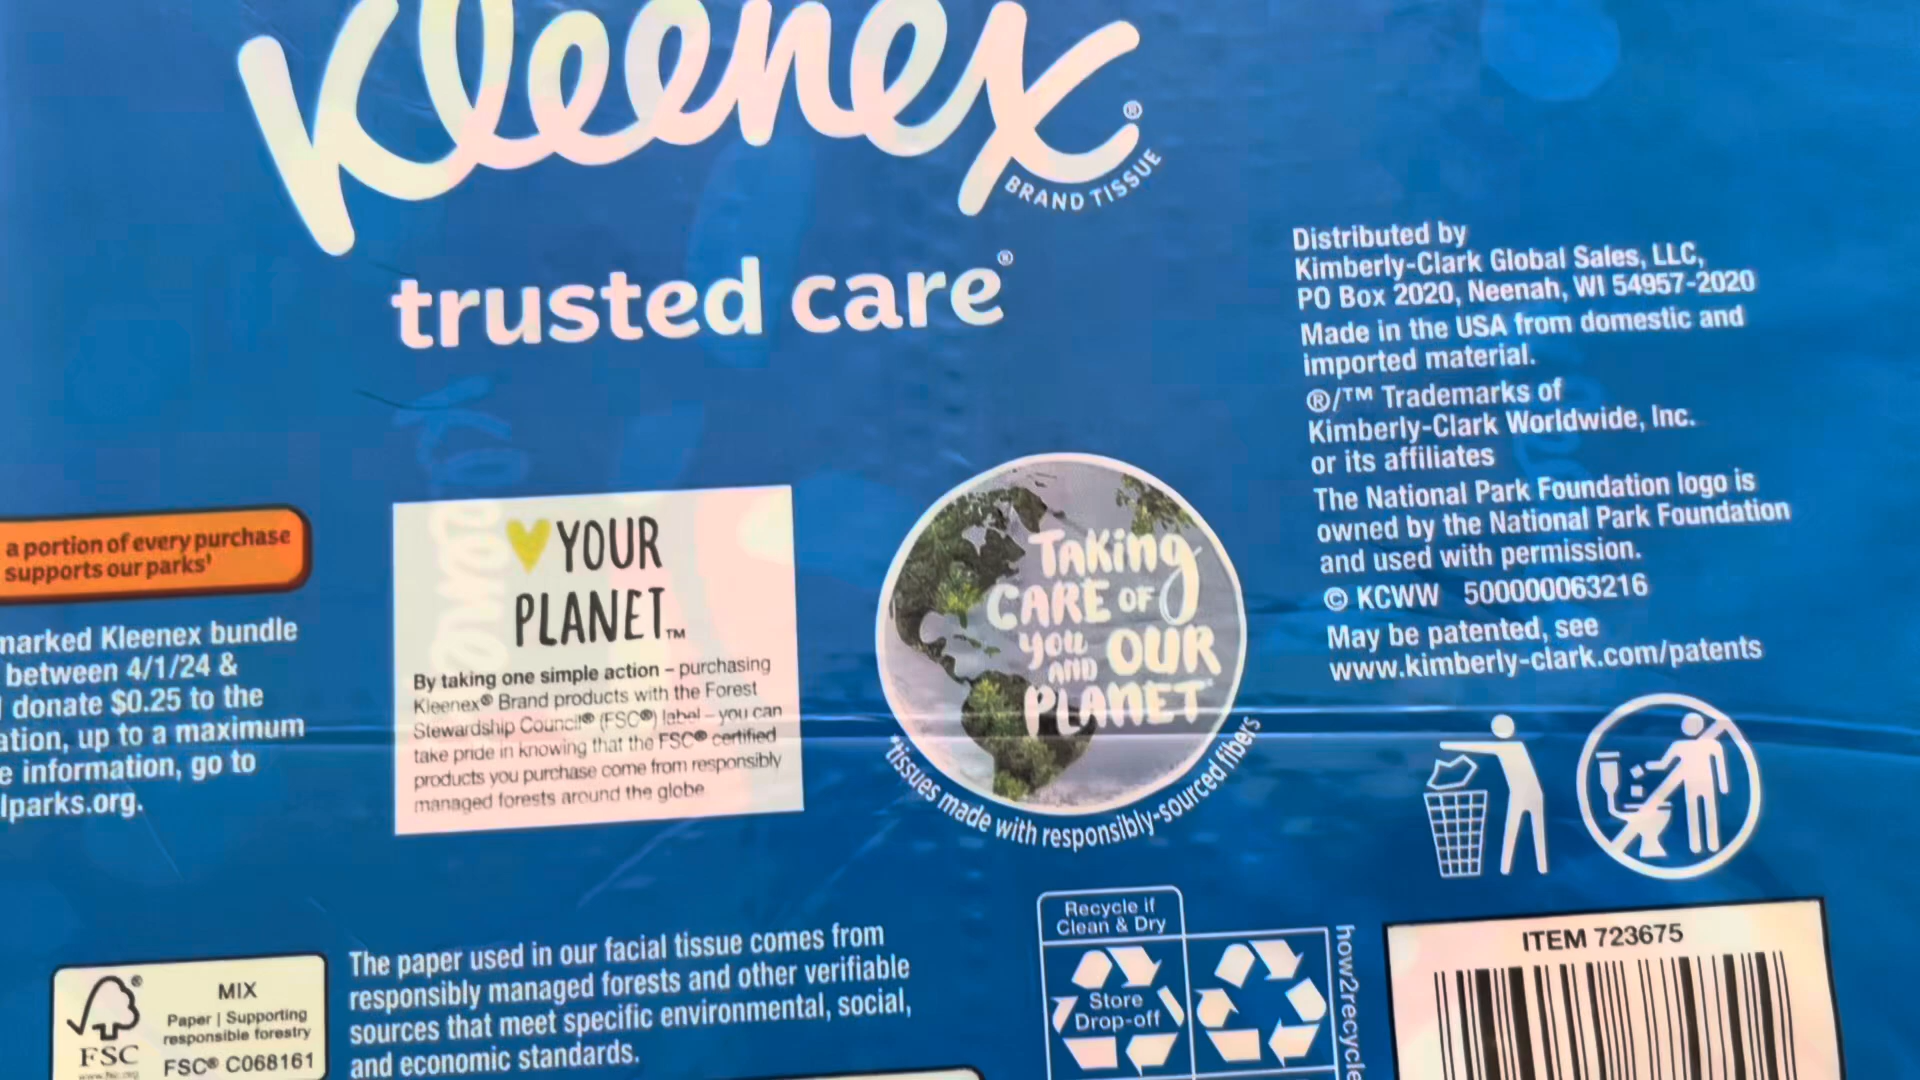 Kleenex®
BRAND TISSUE
trusted care®
Distributed by
Kimberly-Clark Global Sales, LLC,
PO Box 2020, Neenah, WI 54957-2020
Made in the USA from domestic and
imported material.
®/™ Trademarks of
Kimberly-Clark Worldwide, Inc.
or its affiliates
The National Park Foundation logo is
owned by the National Park Foundation
and used with permission.
© KCWW 500000063216
May be patented, see
www.kimberly-clark.com/patents
a portion of every purchase
supports our parks¹
marked Kleenex bundle
between 4/1/24 &
donate $0.25 to the
ation, up to a maximum
e information, go to
lparks.org.
YOUR
PLANET™
By taking one simple action – purchasing
Kleenex® Brand products with the Forest
Stewardship Council® (FSC®) label – you can
take pride in knowing that the FSC® certified
products you purchase come from responsibly
managed forests around the globe
TAKing
CARE OF
you AND OUR
PLANET
*tissues made with responsibly-sourced fibers
FSC®
MIX
Paper | Supporting
responsible forestry
FSC® C068161
The paper used in our facial tissue comes from
responsibly managed forests and other verifiable
sources that meet specific environmental, social,
and economic standards.
Recycle if
Clean & Dry
Store
Drop-off
how2recycle
ITEM 723675